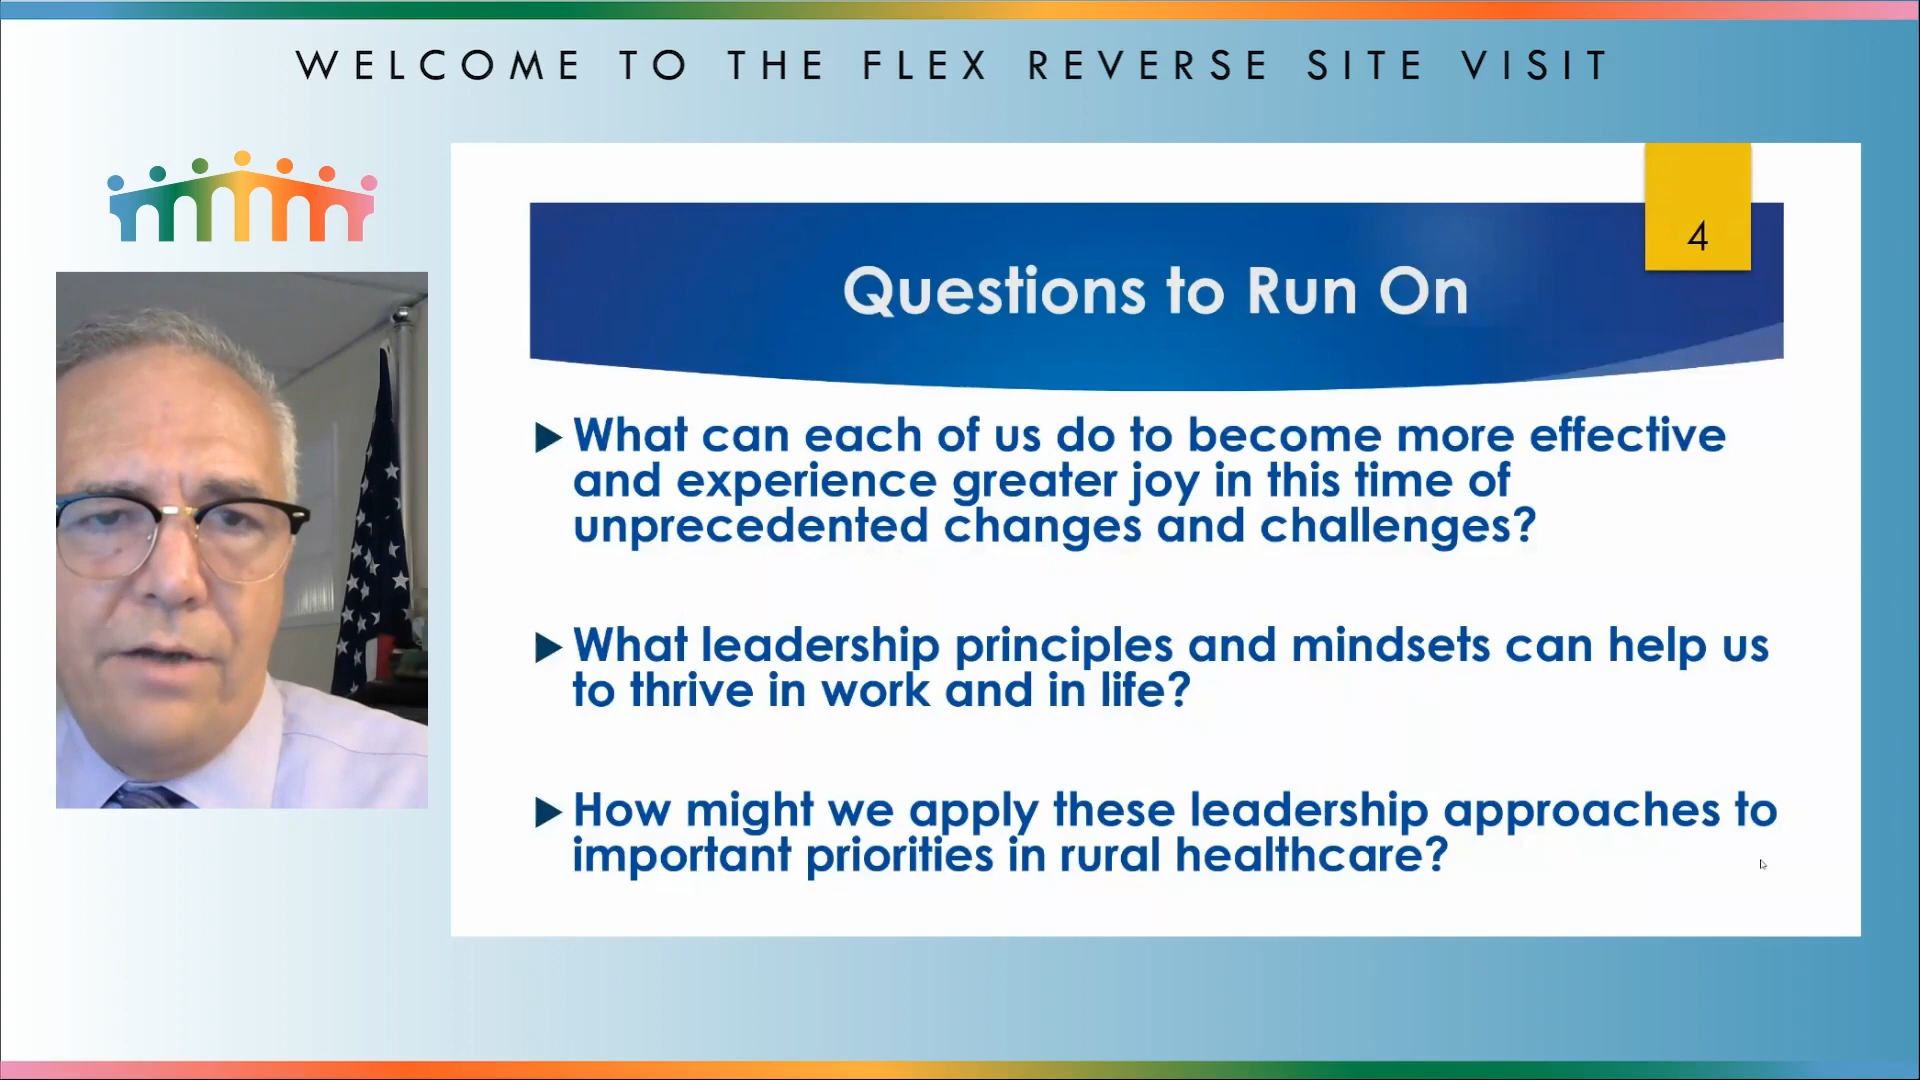 WELCOME TO THE FLEX REVERSE SITE VISIT
4
Questions to Run On
What can each of us do to become more effective
and experience greater joy in this time of
unprecedented changes and challenges?
What leadership principles and mindsets can help us
to thrive in work and in life?
How might we apply these leadership approaches to
important priorities in rural healthcare?